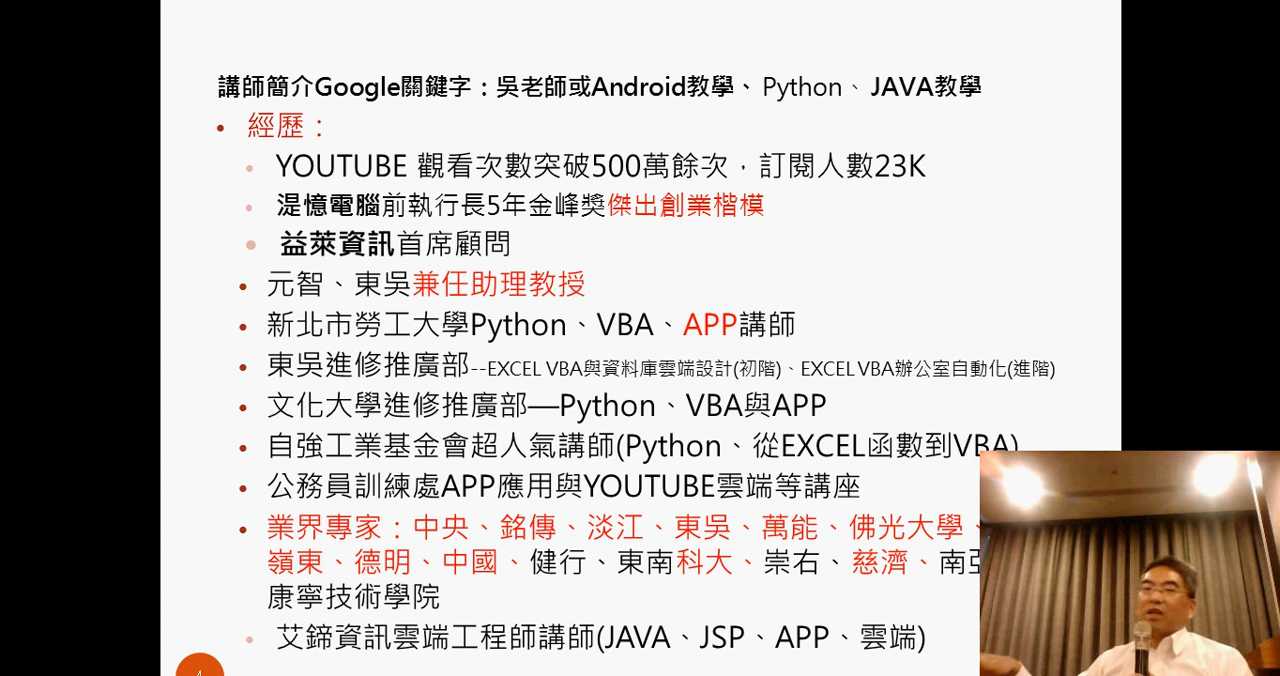 講師簡介Google關鍵字：吳老師或Android教學、Python、JAVA教學
• 經歷：
• YOUTUBE 觀看次數突破500萬餘次，訂閱人數23K
• 湜憶電腦前執行長5年金峰獎傑出創業楷模
• 益萊資訊首席顧問
• 元智、東吳兼任助理教授
• 新北市勞工大學Python、VBA、APP講師
• 東吳進修推廣部--EXCEL VBA與資料庫雲端設計(初階)、EXCEL VBA辦公室自動化(進階)
• 文化大學進修推廣部—Python、VBA與APP
• 自強工業基金會超人氣講師(Python、從EXCEL函數到VBA)
• 公務員訓練處APP應用與YOUTUBE雲端等講座
• 業界專家：中央、銘傳、淡江、東吳、萬能、佛光大學、
嶺東、德明、中國、健行、東南科大、崇右、慈濟、南亞
康寧技術學院
• 艾鍗資訊雲端工程師講師(JAVA、JSP、APP、雲端)
4